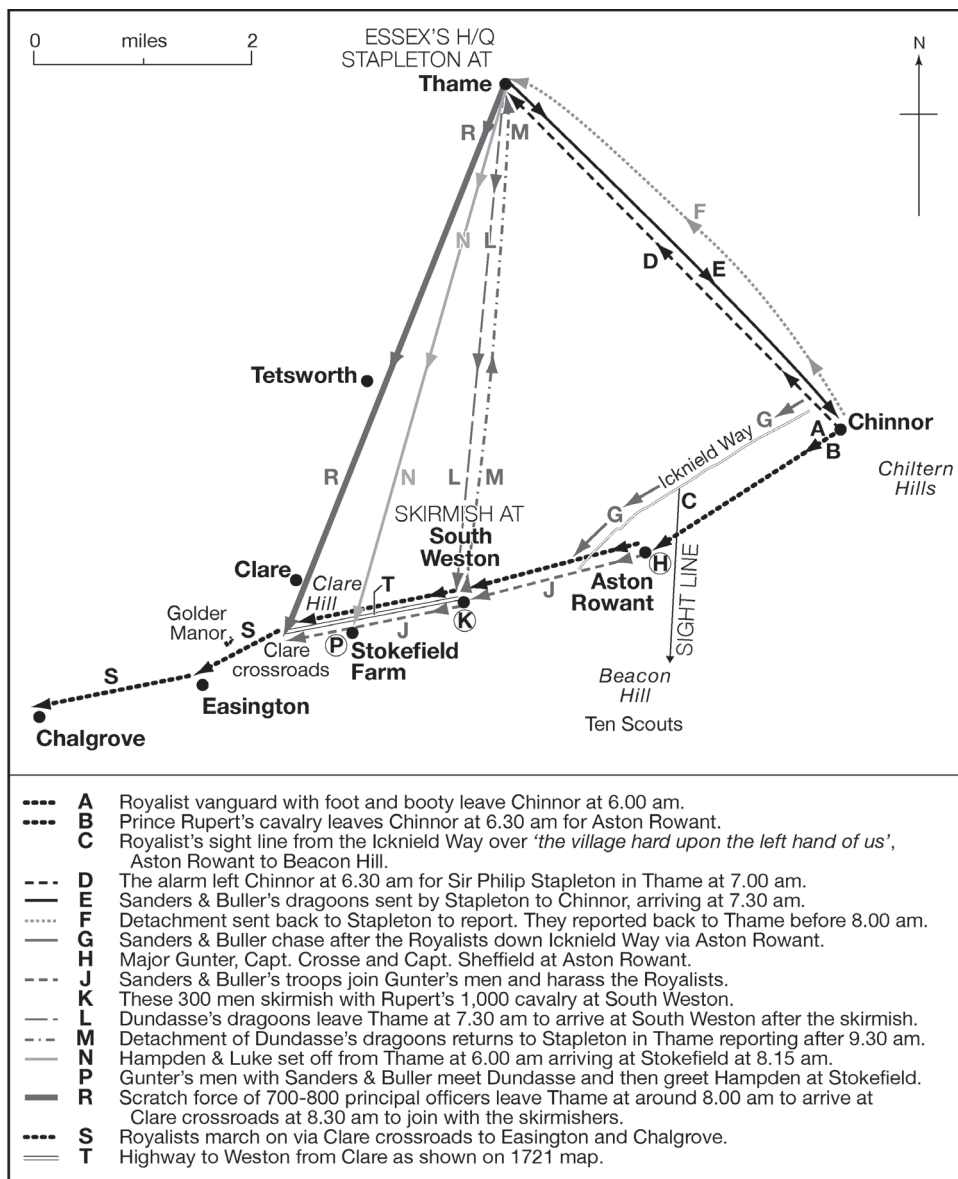 0 miles 2
ESSEX'S H/Q
STAPLETON AT
Thame
N
R
M
F
N
L
D
E
Tetsworth
A
Chinnor
B
G
Icknield Way
Chiltern
Hills
R
N
L
M
C
G
SKIRMISH AT
South
Weston
SIGHT LINE
H
Aston
Rowant
J
Clare
Clare
Hill
T
K
Golder
Manor
S
J
P
Clare
crossroads
Stokefield
Farm
S
Easington
Beacon
Hill
Ten Scouts
Chalgrove
A Royalist vanguard with foot and booty leave Chinnor at 6.00 am.
B Prince Rupert's cavalry leaves Chinnor at 6.30 am for Aston Rowant.
C Royalist's sight line from the Icknield Way over 'the village hard upon the left hand of us',
Aston Rowant to Beacon Hill.
D The alarm left Chinnor at 6.30 am for Sir Philip Stapleton in Thame at 7.00 am.
E Sanders & Buller's dragoons sent by Stapleton to Chinnor, arriving at 7.30 am.
F Detachment sent back to Stapleton to report. They reported back to Thame before 8.00 am.
G Sanders & Buller chase after the Royalists down Icknield Way via Aston Rowant.
H Major Gunter, Capt. Crosse and Capt. Sheffield at Aston Rowant.
J Sanders & Buller's troops join Gunter's men and harass the Royalists.
K These 300 men skirmish with Rupert's 1,000 cavalry at South Weston.
L Dundasse's dragoons leave Thame at 7.30 am to arrive at South Weston after the skirmish.
M Detachment of Dundasse's dragoons returns to Stapleton in Thame reporting after 9.30 am.
N Hampden & Luke set off from Thame at 6.00 am arriving at Stokefield at 8.15 am.
P Gunter's men with Sanders & Buller meet Dundasse and then greet Hampden at Stokefield.
R Scratch force of 700-800 principal officers leave Thame at around 8.00 am to arrive at
Clare crossroads at 8.30 am to join with the skirmishers.
S Royalists march on via Clare crossroads to Easington and Chalgrove.
T Highway to Weston from Clare as shown on 1721 map.